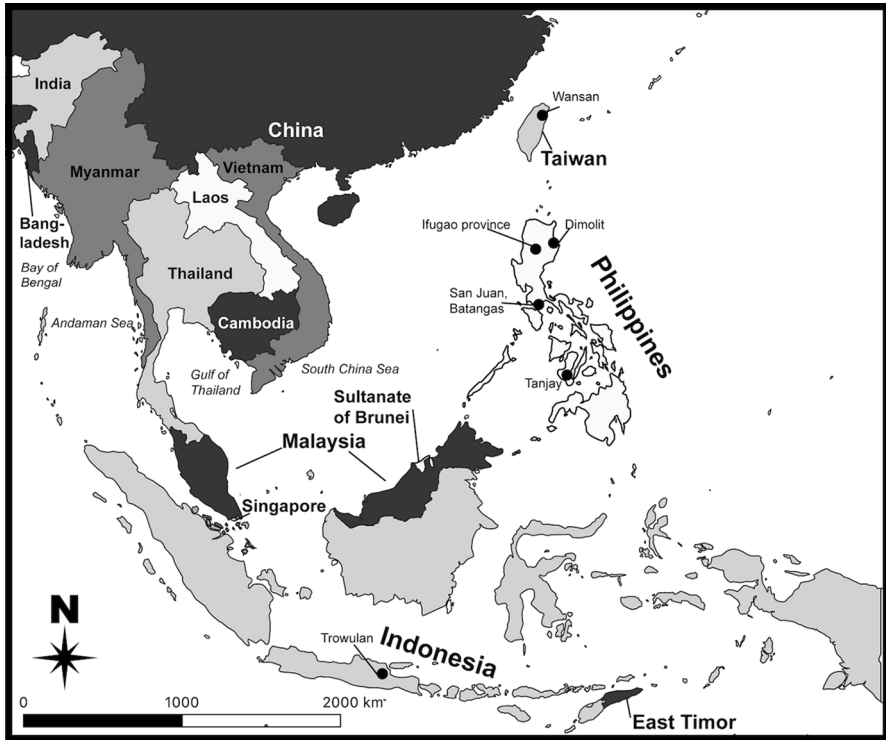 Wansan
India
China
Taiwan
Myanmar
Vietnam
Laos
Bang-
ladesh
Ifugao province
Dimolit
Bay of
Bengal
Thailand
Philippines
San Juan,
Batangas
Andaman Sea
Cambodia
Gulf of
Thailand
South China Sea
Tanjay
Sultanate
of Brunei
Malaysia
Singapore
N
Trowulan
Indonesia
0 1000 2000 km
East Timor